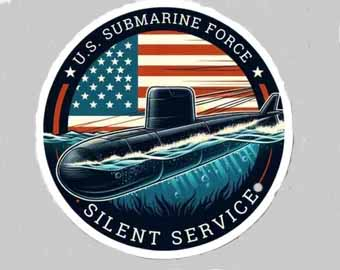 ★ U.S. SUBMARINE FORCE ★
SILENT SERVICE